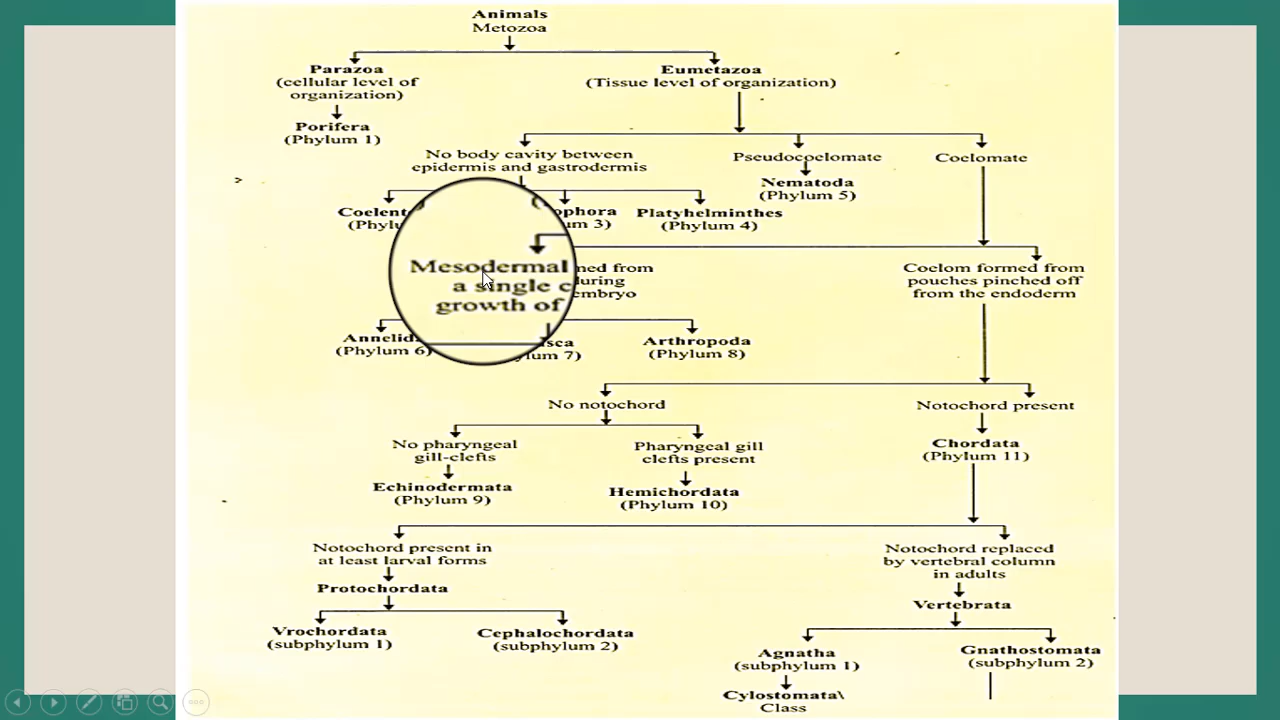 Animals
Metozoa
Parazoa
(cellular level of
organization)
Eumetazoa
(Tissue level of organization)
Porifera
(Phylum 1)
No body cavity between
epidermis and gastrodermis
Pseudocoelomate
Coelomate
Nematoda
(Phylum 5)
Coelent
(Phylu
ophora
um 3)
Platyhelminthes
(Phylum 4)
Mesodermal
a single c
growth of
ned from
during
embryo
Coelom formed from
pouches pinched off
from the endoderm
Annelida
(Phylum 6)
sca
ylum 7)
Arthropoda
(Phylum 8)
No notochord
Notochord present
No pharyngeal
gill-clefts
Pharyngeal gill
clefts present
Chordata
(Phylum 11)
Echinodermata
(Phylum 9)
Hemichordata
(Phylum 10)
Notochord present in
at least larval forms
Notochord replaced
by vertebral column
in adults
Protochordata
Vertebrata
Vrochordata
(subphylum 1)
Cephalochordata
(subphylum 2)
Agnatha
(subphylum 1)
Gnathostomata
(subphylum 2)
Cylostomata\
Class